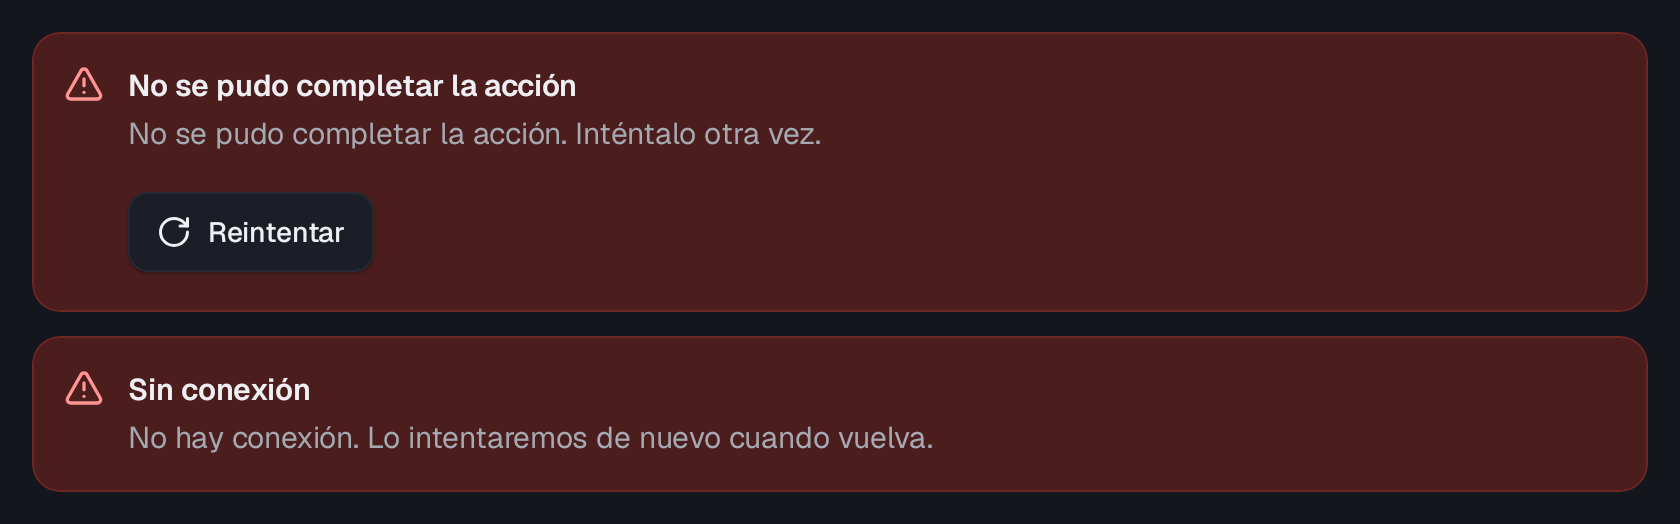 No se pudo completar la acción
No se pudo completar la acción. Inténtalo otra vez.
Reintentar
Sin conexión
No hay conexión. Lo intentaremos de nuevo cuando vuelva.